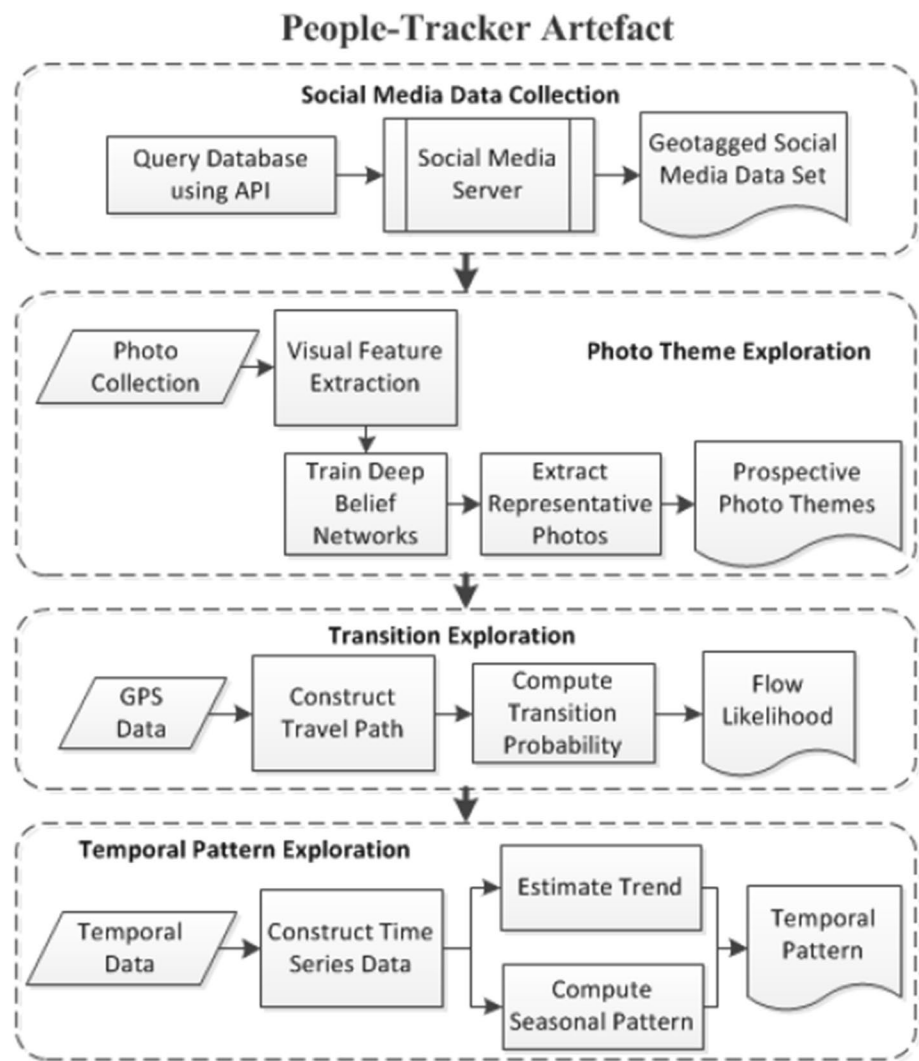 People-Tracker Artefact
Social Media Data Collection
Query Database
using API
Social Media
Server
Geotagged Social
Media Data Set
Photo Theme Exploration
Photo
Collection
Visual Feature
Extraction
Train Deep
Belief
Networks
Extract
Representative
Photos
Prospective
Photo Themes
Transition Exploration
GPS
Data
Construct
Travel Path
Compute
Transition
Probability
Flow
Likelihood
Temporal Pattern Exploration
Temporal
Data
Construct Time
Series Data
Estimate Trend
Compute
Seasonal Pattern
Temporal
Pattern